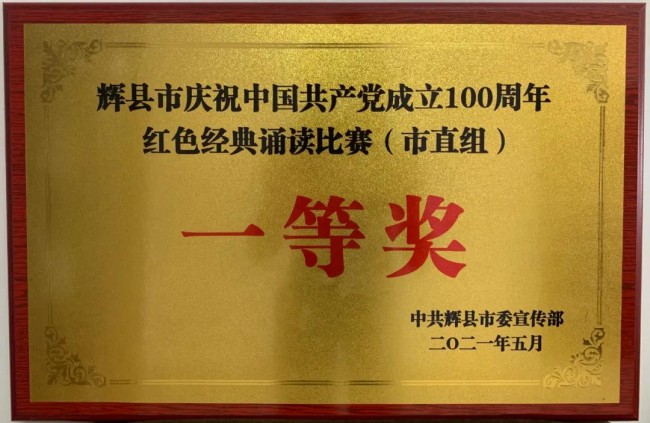 辉县市庆祝中国共产党成立100周年
红色经典诵读比赛（市直组）
一等奖
中共辉县市委宣传部
二〇二一年五月